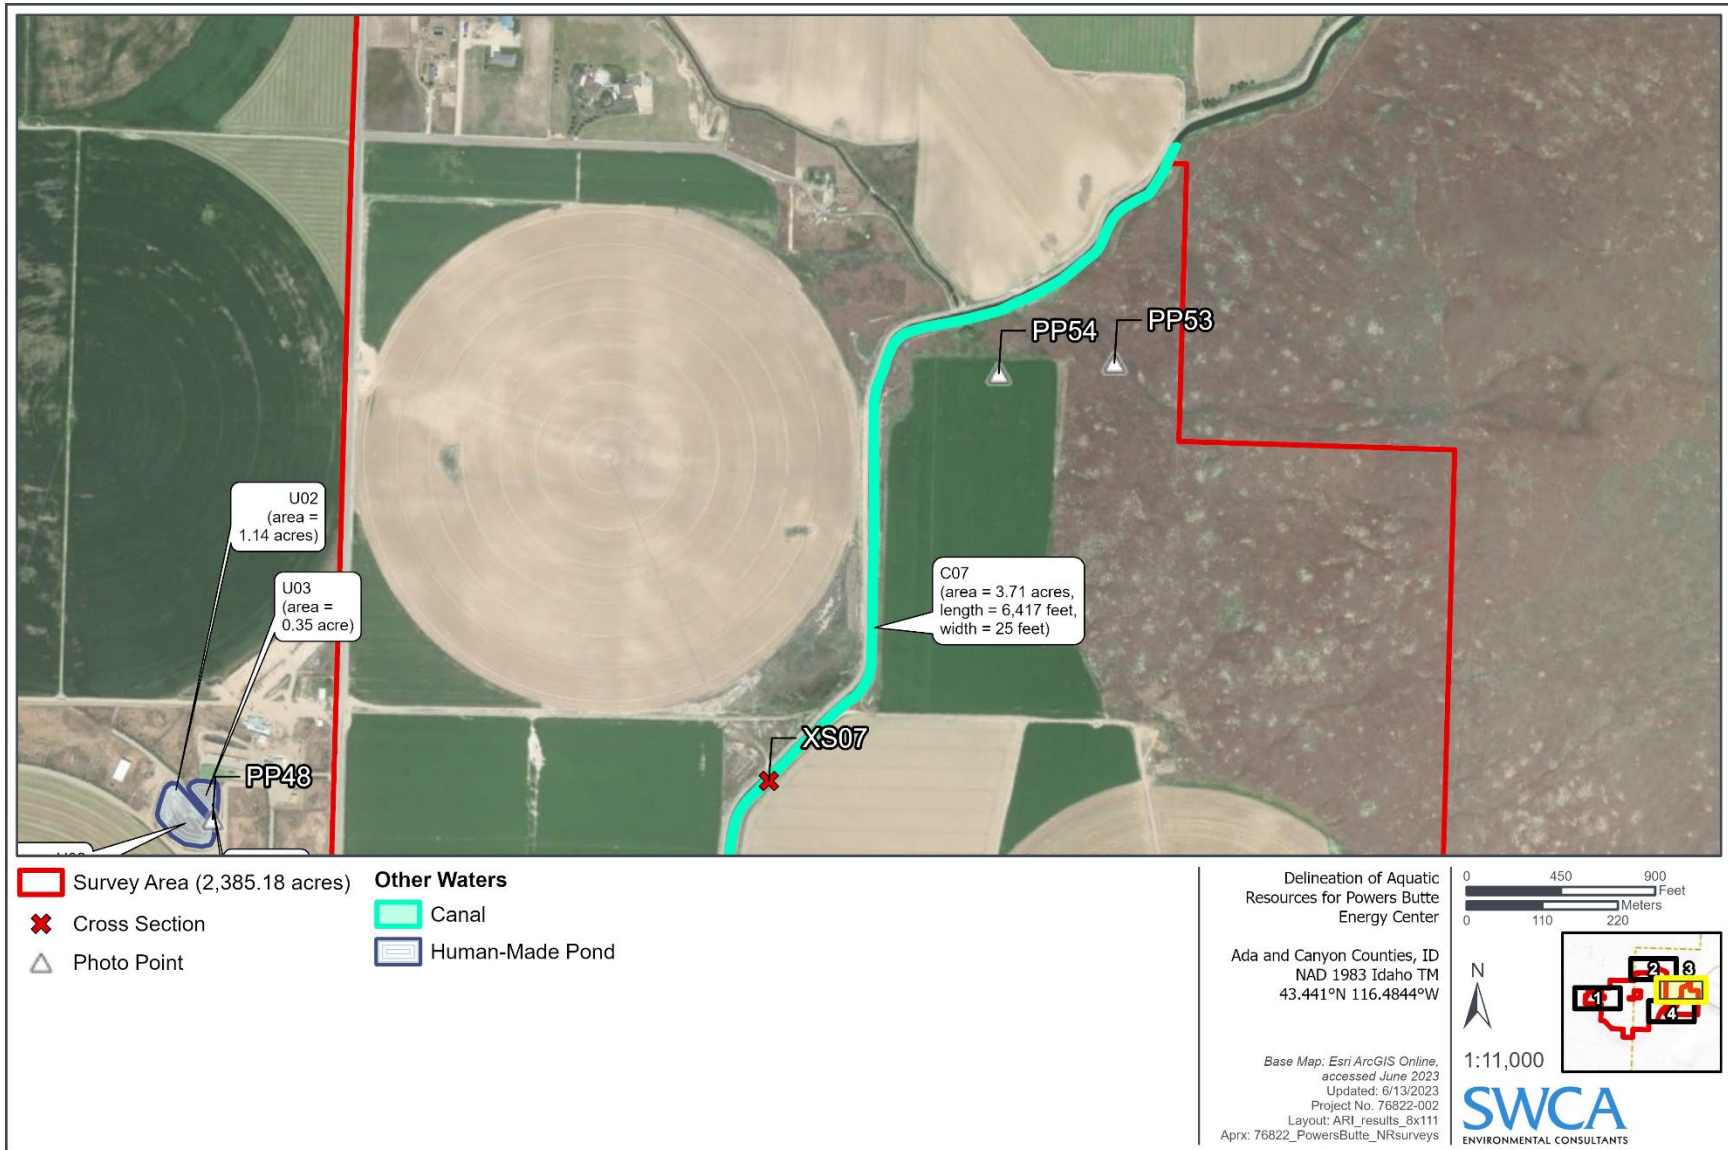 PP54
PP53
U02
(area =
1.14 acres)
U03
(area =
0.35 acre)
C07
(area = 3.71 acres,
length = 6,417 feet,
width = 25 feet)
XS07
PP48
Survey Area (2,385.18 acres)
Cross Section
Photo Point
Other Waters
Canal
Human-Made Pond
Delineation of Aquatic
Resources for Powers Butte
Energy Center
Ada and Canyon Counties, ID
NAD 1983 Idaho TM
43.441°N 116.4844°W
Base Map: Esri ArcGIS Online,
accessed June 2023
Updated: 6/13/2023
Project No. 76822-002
Layout: ARI_results_8x111
Aprx: 76822_PowersButte_NRsurveys
0 450 900
Feet
Meters
0 110 220
N
1:11,000
1
2
3
4
SWCA
ENVIRONMENTAL CONSULTANTS